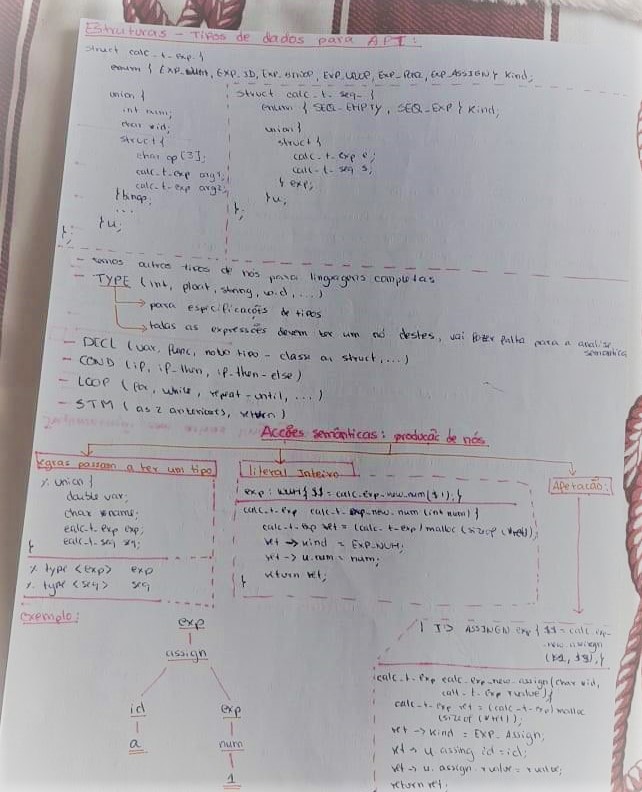 Estruturas - Tipos de dados para APT:
struct calc_t_exp {
enum { EXP_NUM, EXP_ID, EXP_BINOP, EXP_UNOP, EXP_PAR, EXP_ASSIGN } kind;
union {
int num;
char *id;
struct {
char op[3];
calc_t_exp arg1;
calc_t_exp arg2;
} binop;
...
} u;
};
struct calc_t_seq_ {
enum { SEQ_EMPTY, SEQ_EXP } kind;
union {
struct {
calc_t_exp e;
calc_t_seq s;
} exp;
} u;
};
- temos outros tipos de nós para linguagens completas
- TYPE (int, float, string, void, ...)
para especificações de tipos
todas as expressões devem ter um nó destes, vai fazer falta para a análise
semântica
- DECL (var, func, novo tipo - classe ou struct, ...)
- COND (if, if-then, if-then-else)
- LOOP (for, while, repeat-until, ...)
- STM (as 2 anteriores, return)
Acções semânticas: produção de nós
Regras passam a ter um tipo
% union {
double var;
char *name;
calc_t_exp exp;
calc_t_seq seq;
}
% type <exp> exp
% type <seq> seq
literal Inteiro
exp: NUM { $$ = calc_exp_new_num($1); }
calc_t_exp calc_t_exp_new_num (int num) {
calc_t_exp ret = (calc_t_exp) malloc (sizeof (*ret));
ret -> kind = EXP_NUM;
ret -> u.num = num;
return ret;
}
Afetação:
| ID ASSINGN exp { $$ = calc_exp_
new_assign
($1, $3); }
calc_t_exp calc_exp_new_assign (char *id,
calc_t_exp rvalue) {
calc_t_exp ret = (calc_t_exp) malloc
(sizeof (*ret));
ret -> kind = EXP_Assign;
ret -> u.assing.id = id;
ret -> u.assign.rvalue = rvalue;
return ret;
exemplo:
exp
assign
id exp
a num
1